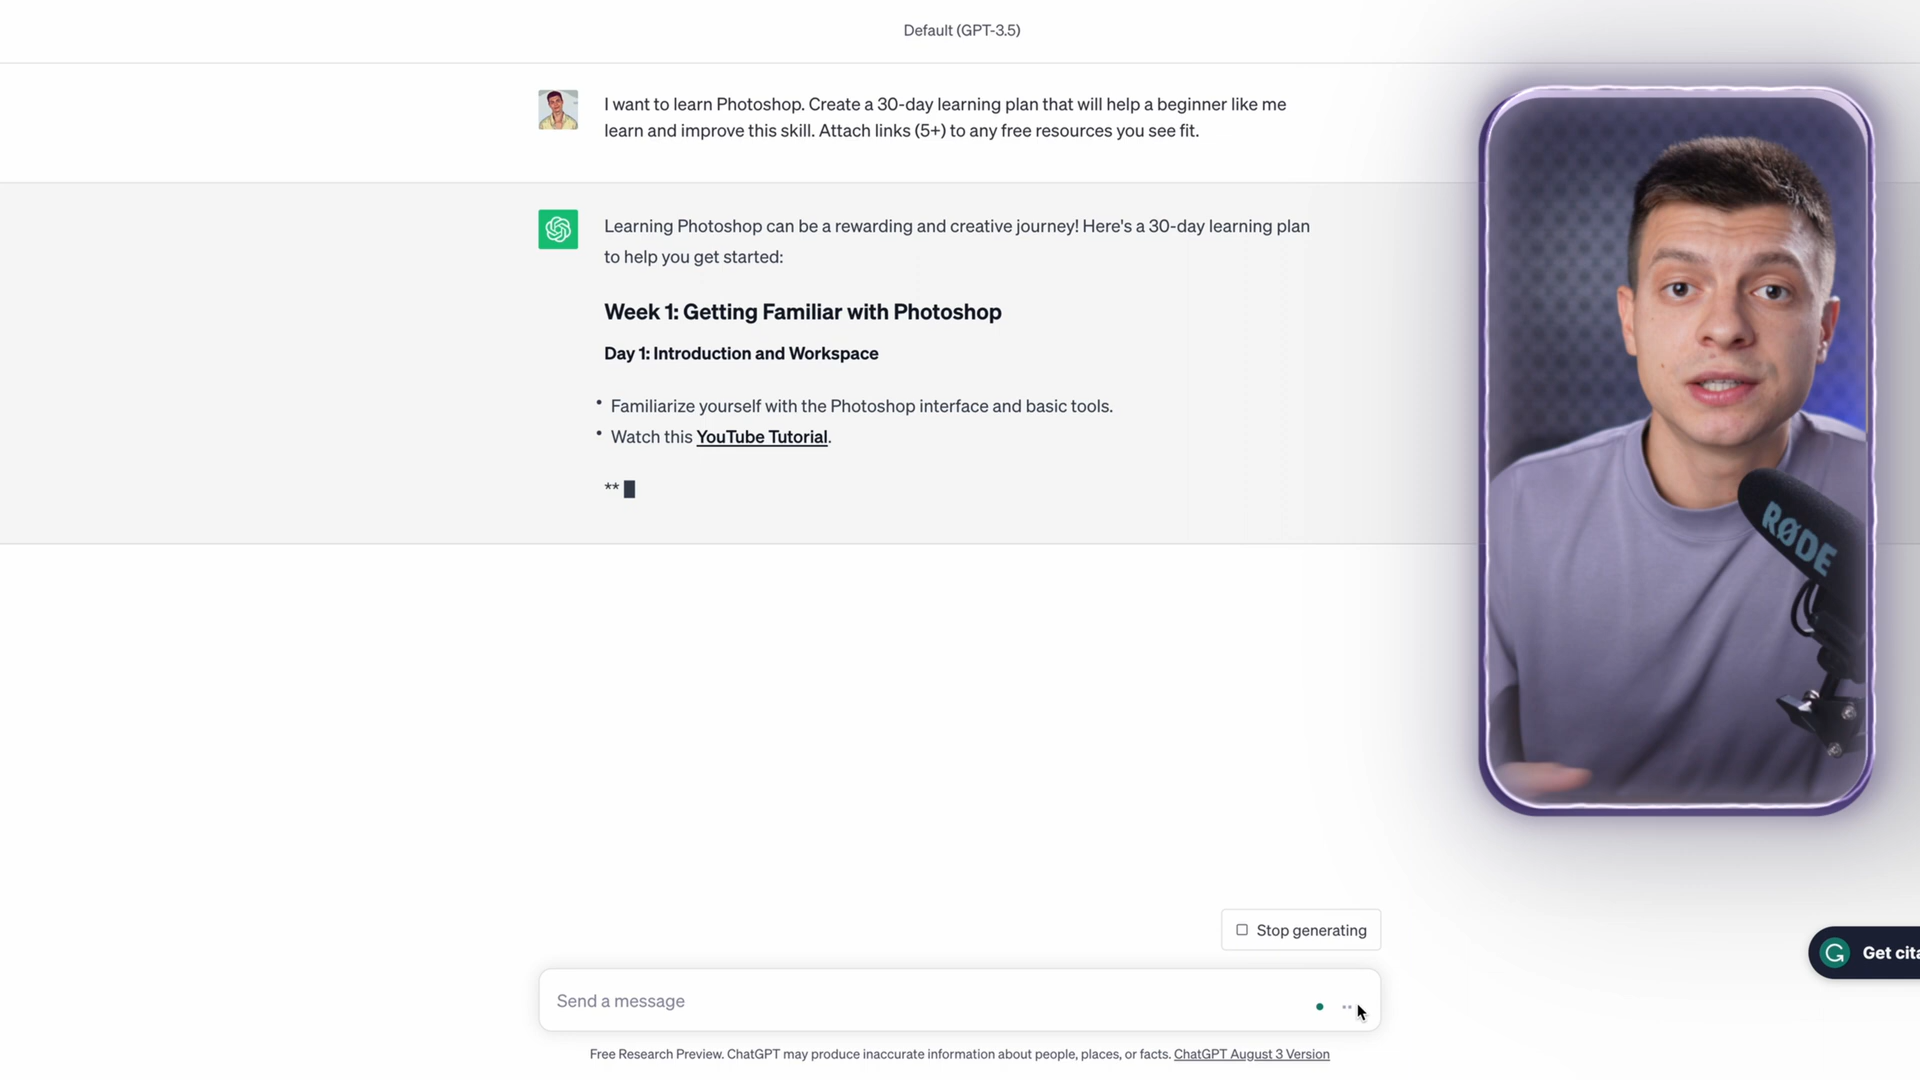 Default (GPT-3.5)
I want to learn Photoshop. Create a 30-day learning plan that will help a beginner like me
learn and improve this skill. Attach links (5+) to any free resources you see fit.
Learning Photoshop can be a rewarding and creative journey! Here's a 30-day learning plan
to help you get started:
Week 1: Getting Familiar with Photoshop
Day 1: Introduction and Workspace
• Familiarize yourself with the Photoshop interface and basic tools.
• Watch this YouTube Tutorial.
**
RØDE
Stop generating
Get cita
Send a message
Free Research Preview. ChatGPT may produce inaccurate information about people, places, or facts. ChatGPT August 3 Version